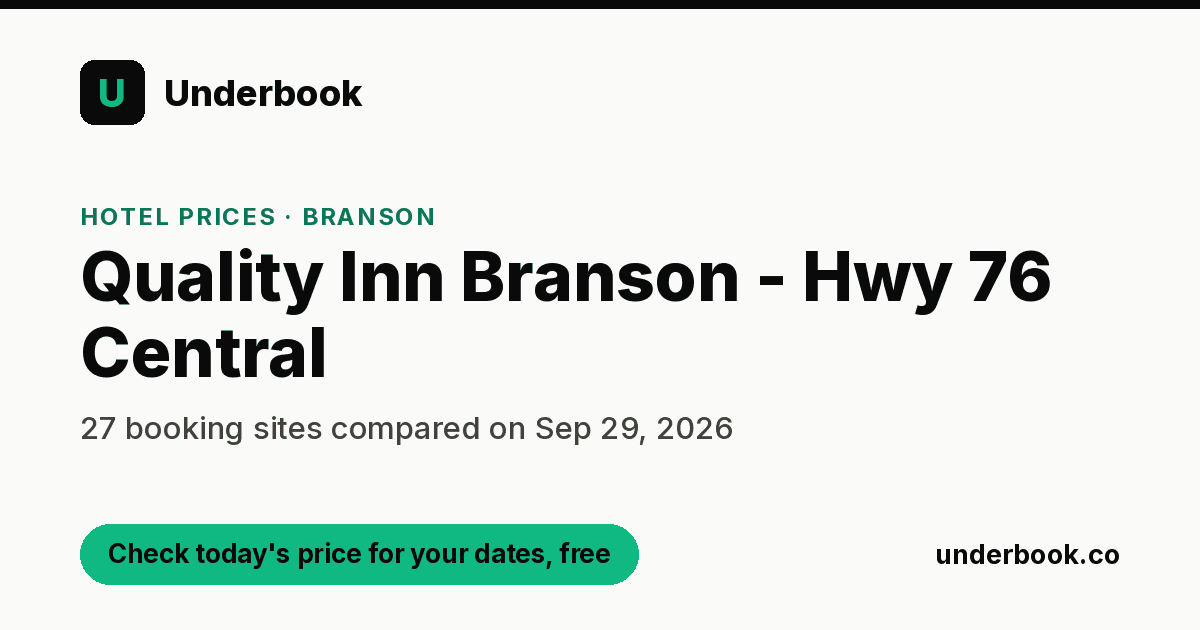 U Underbook
HOTEL PRICES · BRANSON
Quality Inn Branson - Hwy 76
Central
27 booking sites compared on Sep 29, 2026
Check today's price for your dates, free
underbook.co